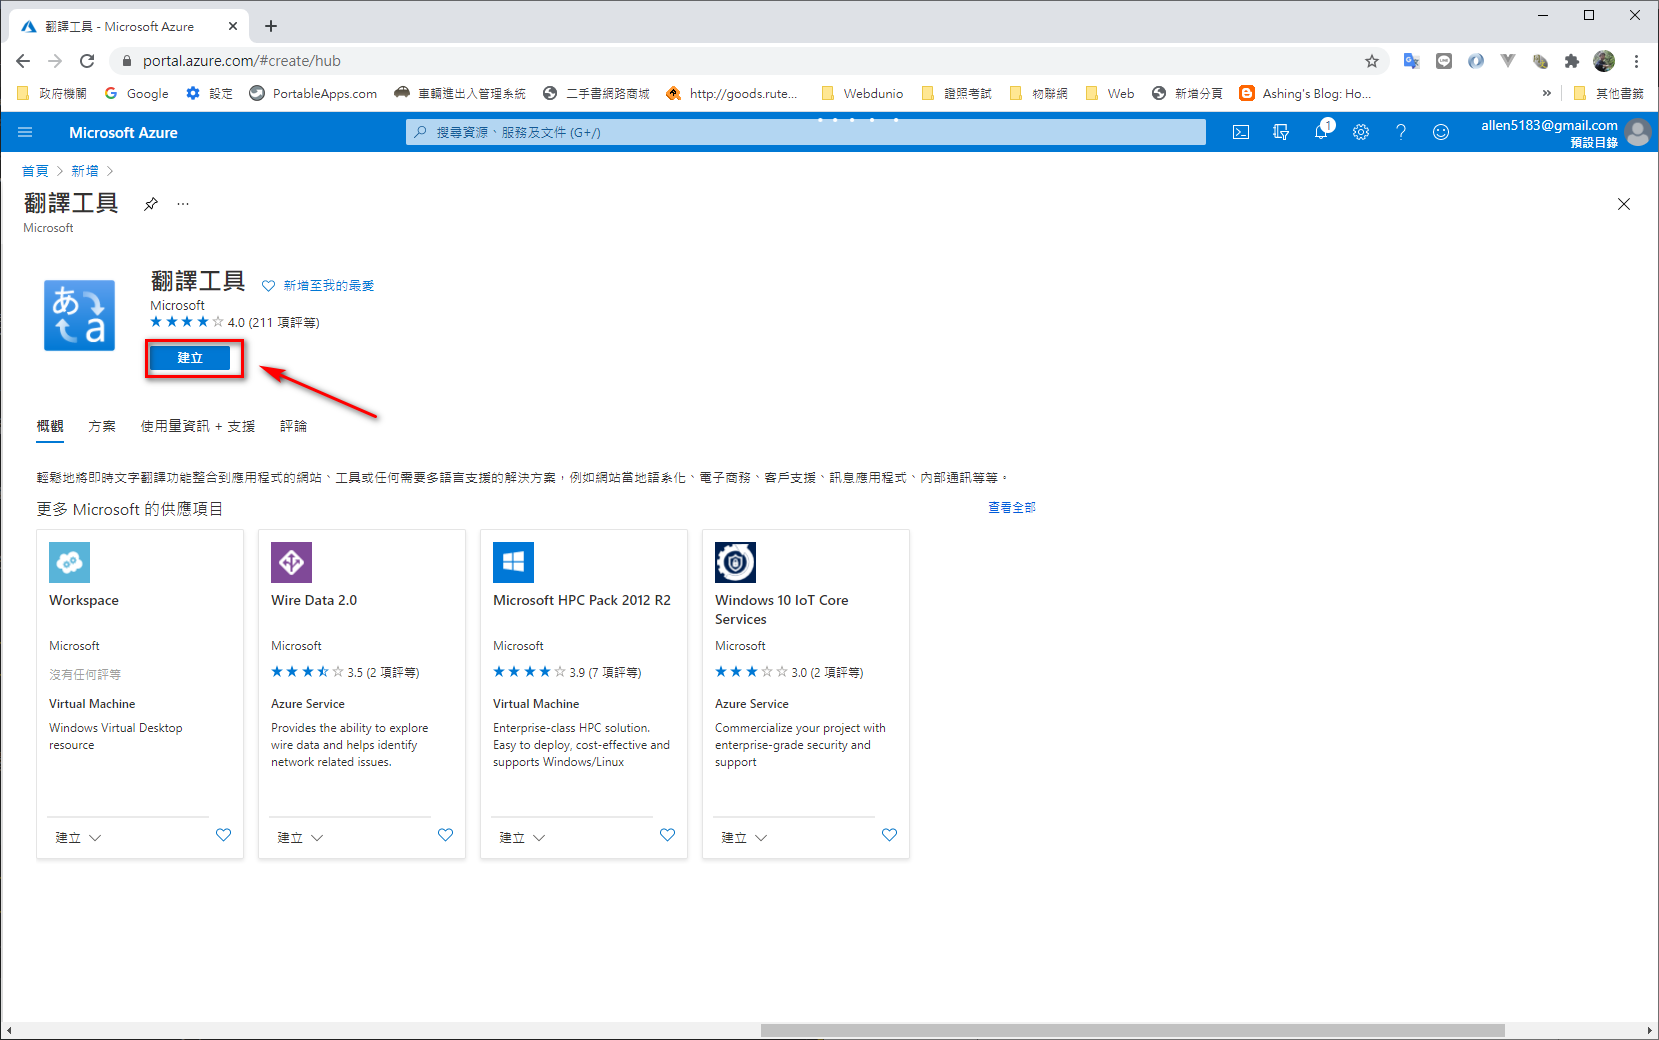 翻譯工具 - Microsoft Azure
portal.azure.com/#create/hub
政府機關 Google 設定 PortableApps.com 車輛進出入管理系統 二手書網路商城 http://goods.rute... Webdunio 證照考試 物聯網 Web 新增分頁 Ashing's Blog: Ho... » 其他書籤
Microsoft Azure
搜尋資源、服務及文件 (G+/)
1
allen5183@gmail.com
預設目錄
首頁 > 新增 >
翻譯工具
Microsoft
翻譯工具 新增至我的最愛
Microsoft
4.0 (211 項評等)
建立
あ a
概觀 方案 使用量資訊 + 支援 評論
輕鬆地將即時文字翻譯功能整合到應用程式的網站、工具或任何需要多語言支援的解決方案，例如網站當地語系化、電子商務、客戶支援、訊息應用程式、內部通訊等等。
更多 Microsoft 的供應項目 查看全部
Workspace
Microsoft
沒有任何評等
Virtual Machine
Windows Virtual Desktop
resource
建立
Wire Data 2.0
Microsoft
3.5 (2 項評等)
Azure Service
Provides the ability to explore
wire data and helps identify
network related issues.
建立
Microsoft HPC Pack 2012 R2
Microsoft
3.9 (7 項評等)
Virtual Machine
Enterprise-class HPC solution.
Easy to deploy, cost-effective and
supports Windows/Linux
建立
Windows 10 IoT Core
Services
Microsoft
3.0 (2 項評等)
Azure Service
Commercialize your project with
enterprise-grade security and
support
建立